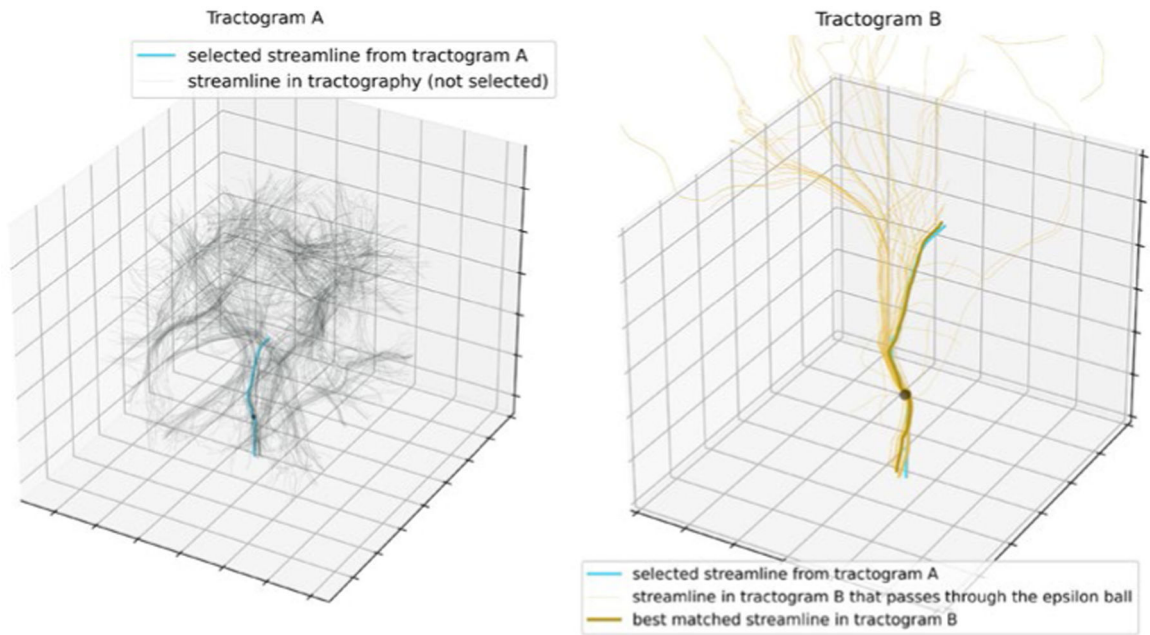 Tractogram A
selected streamline from tractogram A
streamline in tractography (not selected)
Tractogram B
selected streamline from tractogram A
streamline in tractogram B that passes through the epsilon ball
best matched streamline in tractogram B